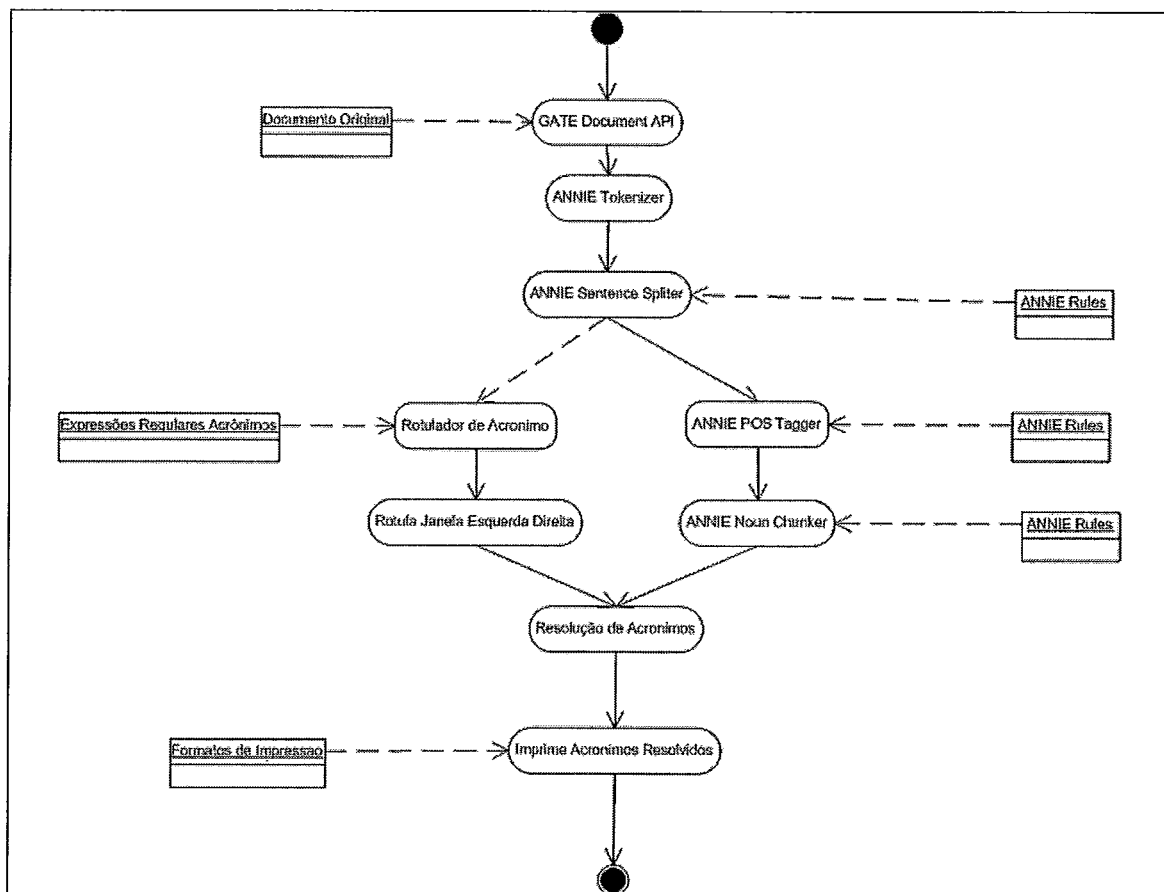 GATE Document API
Documento Original
ANNIE Tokenizer
ANNIE Sentence Spliter
ANNIE Rules
Expressões Regulares Acrônimos
Rotulador de Acronimo
ANNIE POS Tagger
ANNIE Rules
Rotula Janela Esquerda Direita
ANNIE Noun Chunker
ANNIE Rules
Resolução de Acronimos
Formatos de Impressao
Imprime Acronimos Resolvidos